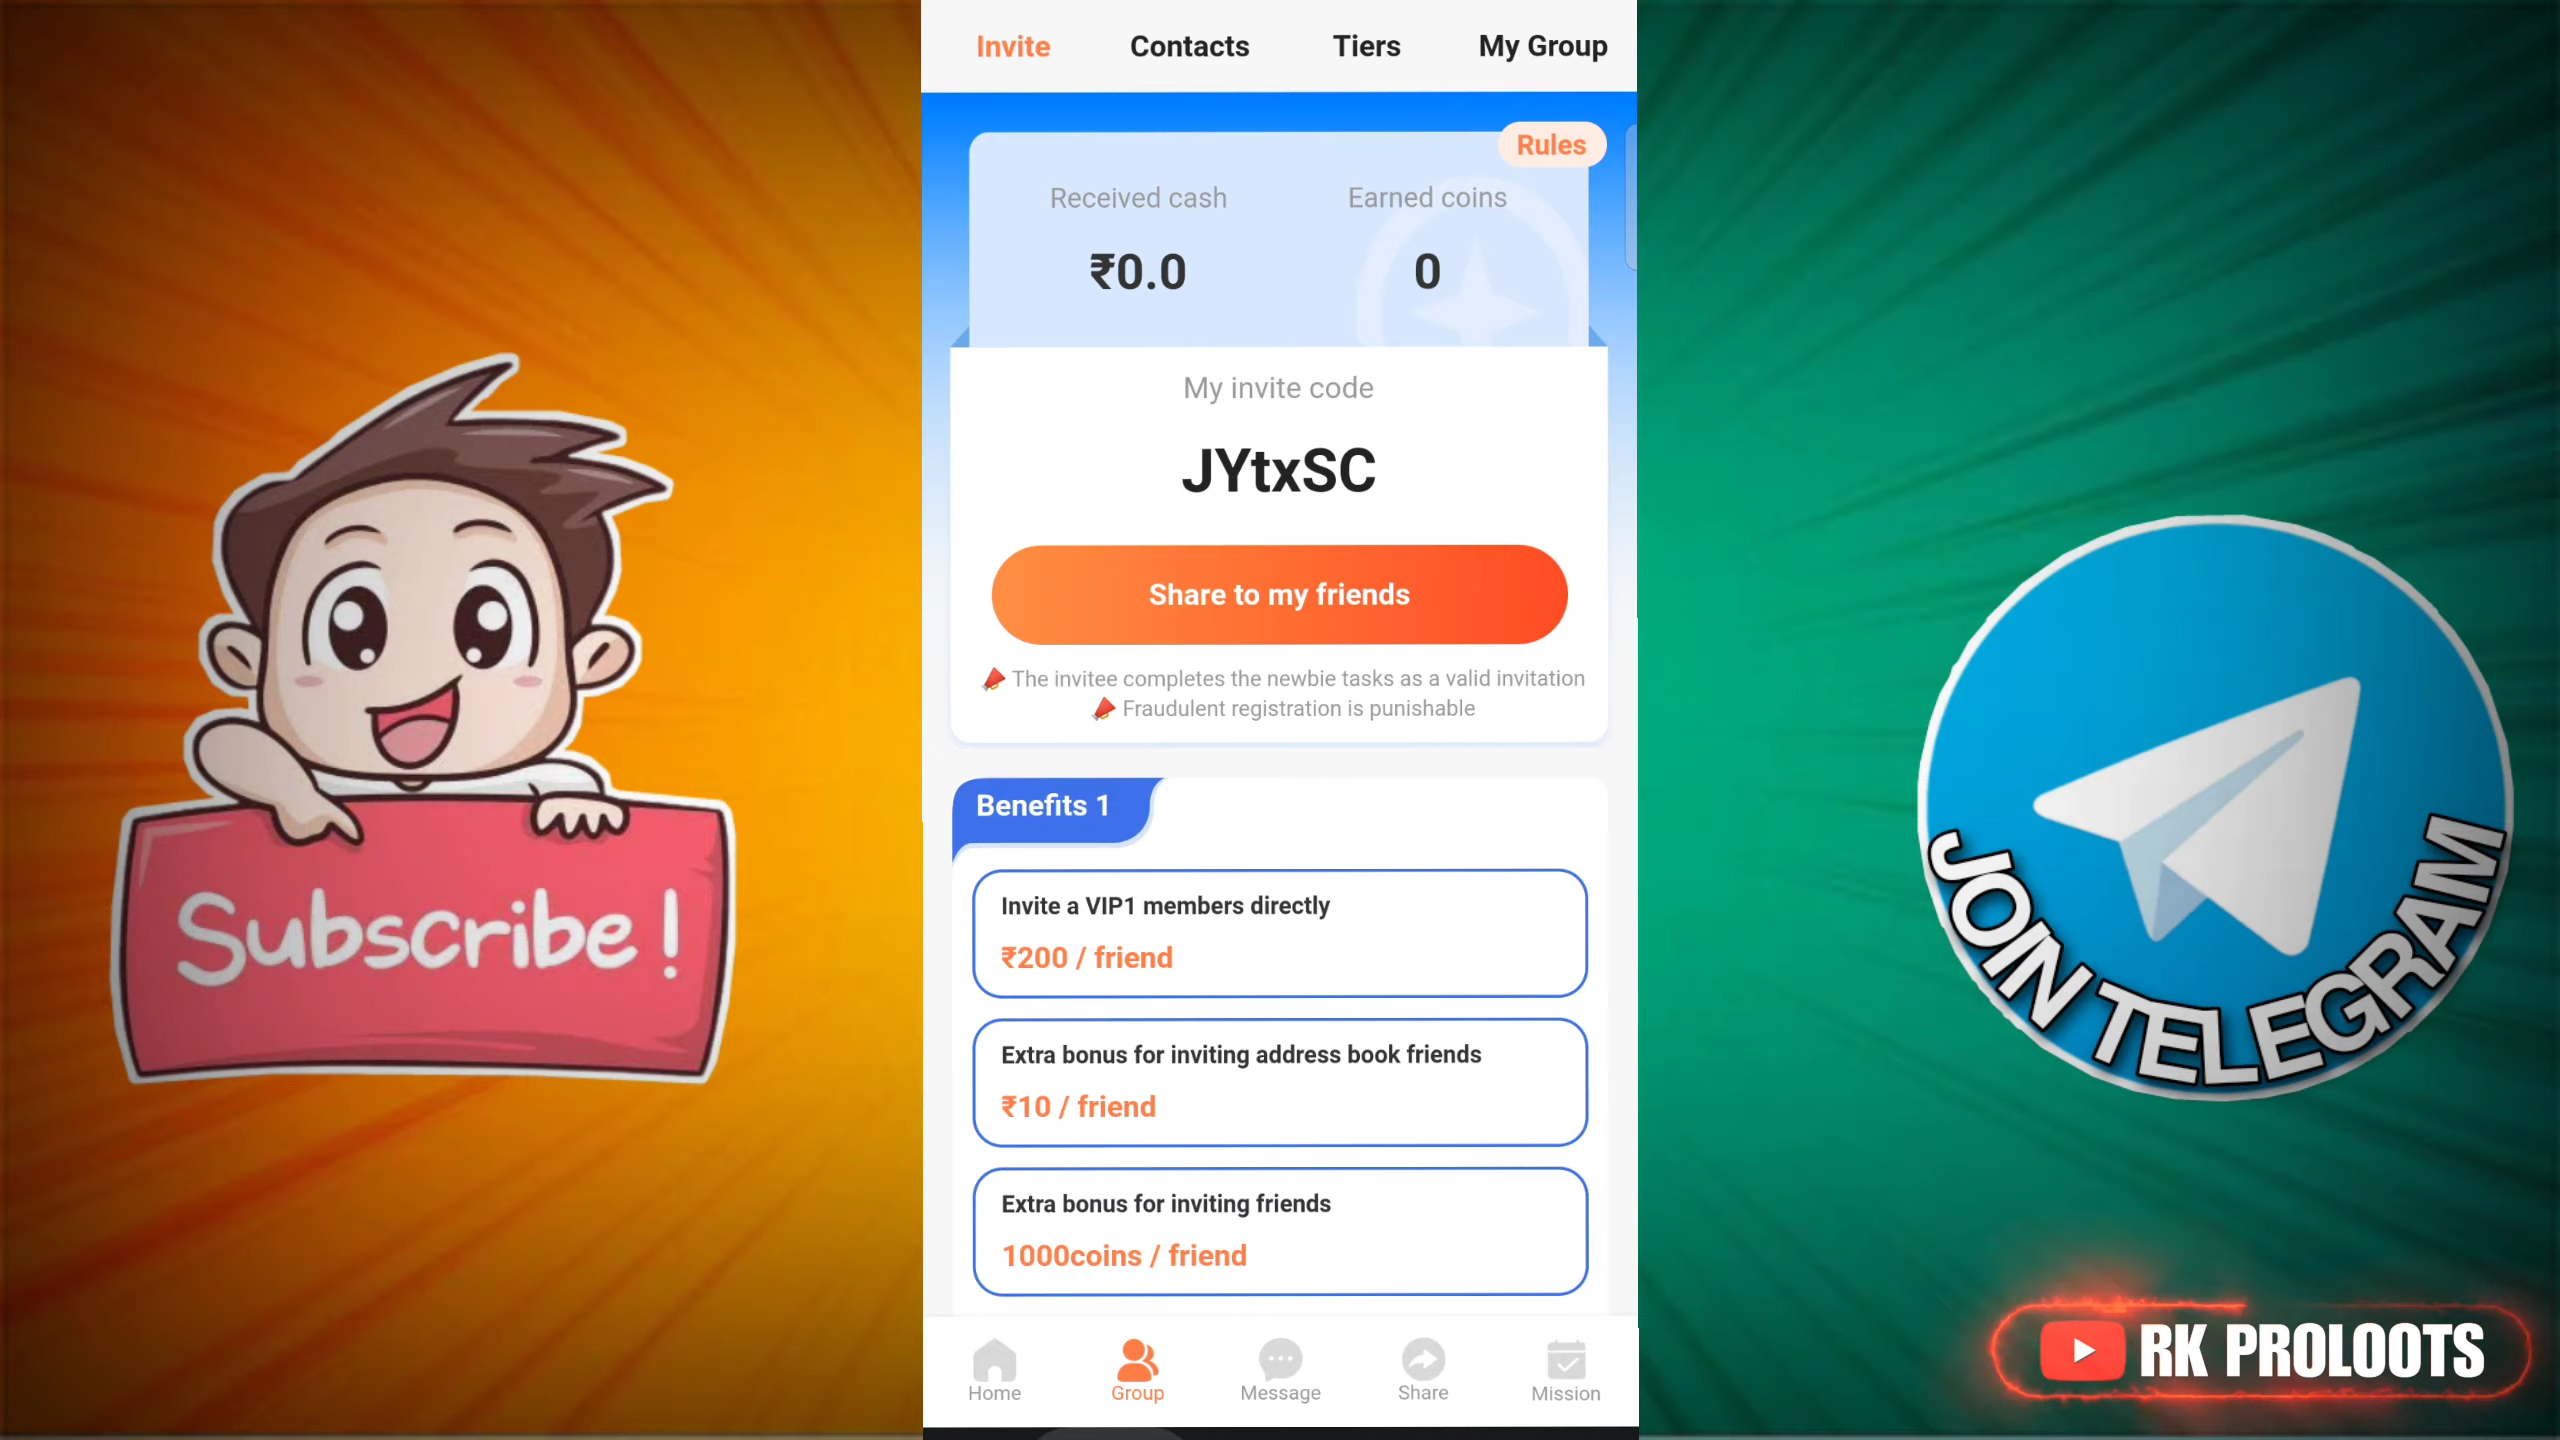 Invite
Contacts
Tiers
My Group
Rules
Received cash
Earned coins
₹0.0
0
My invite code
JYtxSC
Share to my friends
The invitee completes the newbie tasks as a valid invitation
Fraudulent registration is punishable
Benefits 1
Invite a VIP1 members directly
₹200 / friend
Extra bonus for inviting address book friends
₹10 / friend
Extra bonus for inviting friends
1000coins / friend
Home
Group
Message
Share
Mission
Subscribe!
JOIN TELEGRAM
RK PROLOOTS